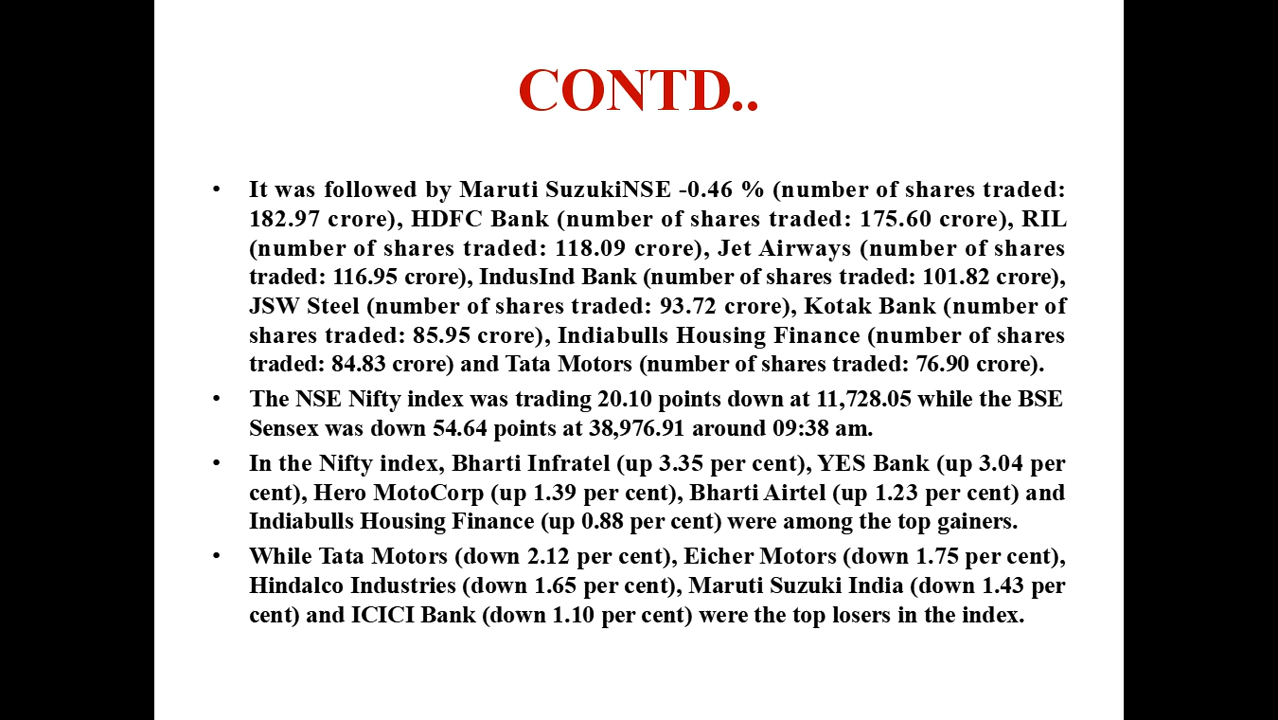 CONTD..
• It was followed by Maruti SuzukiNSE -0.46 % (number of shares traded:
182.97 crore), HDFC Bank (number of shares traded: 175.60 crore), RIL
(number of shares traded: 118.09 crore), Jet Airways (number of shares
traded: 116.95 crore), IndusInd Bank (number of shares traded: 101.82 crore),
JSW Steel (number of shares traded: 93.72 crore), Kotak Bank (number of
shares traded: 85.95 crore), Indiabulls Housing Finance (number of shares
traded: 84.83 crore) and Tata Motors (number of shares traded: 76.90 crore).
• The NSE Nifty index was trading 20.10 points down at 11,728.05 while the BSE
Sensex was down 54.64 points at 38,976.91 around 09:38 am.
• In the Nifty index, Bharti Infratel (up 3.35 per cent), YES Bank (up 3.04 per
cent), Hero MotoCorp (up 1.39 per cent), Bharti Airtel (up 1.23 per cent) and
Indiabulls Housing Finance (up 0.88 per cent) were among the top gainers.
• While Tata Motors (down 2.12 per cent), Eicher Motors (down 1.75 per cent),
Hindalco Industries (down 1.65 per cent), Maruti Suzuki India (down 1.43 per
cent) and ICICI Bank (down 1.10 per cent) were the top losers in the index.